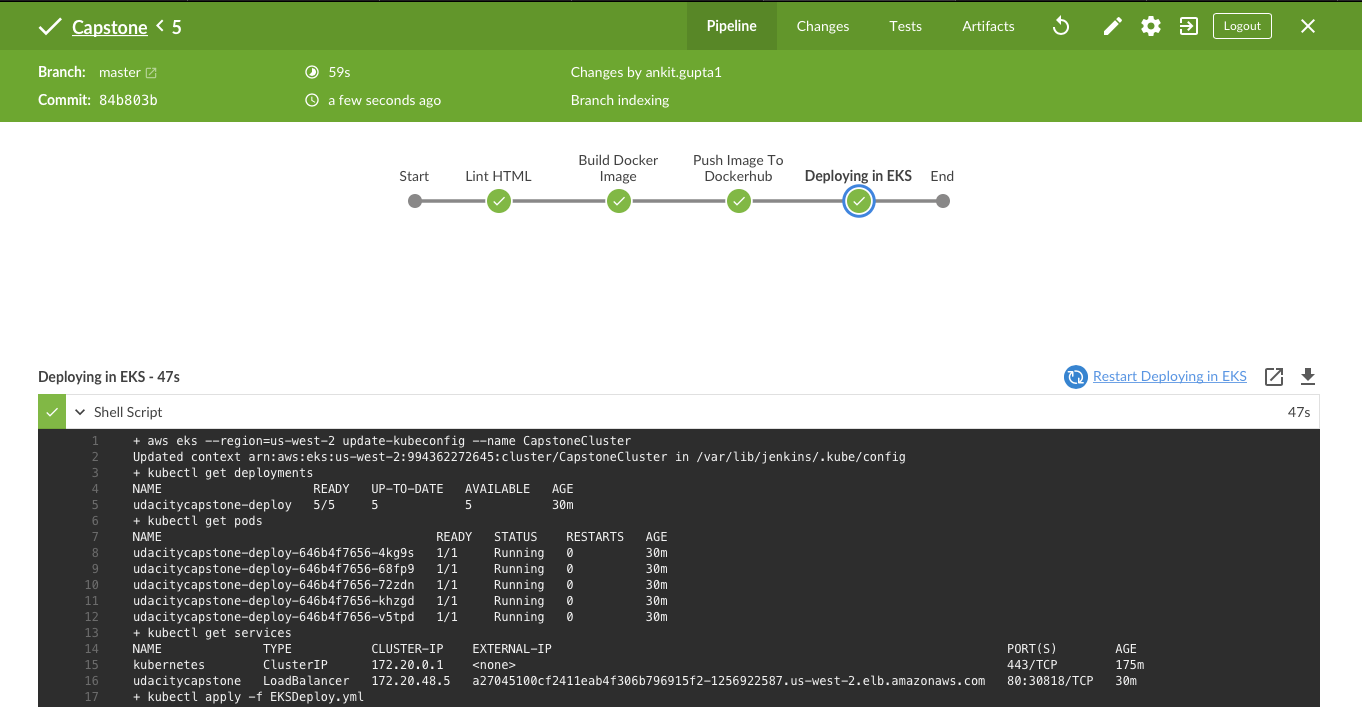 Capstone < 5 Pipeline Changes Tests Artifacts Logout
Branch: master 59s Changes by ankit.gupta1
Commit: 84b803b a few seconds ago Branch indexing
Start Lint HTML Build Docker Image Push Image To Dockerhub Deploying in EKS End
Deploying in EKS - 47s Restart Deploying in EKS
Shell Script 47s
1 + aws eks --region=us-west-2 update-kubeconfig --name CapstoneCluster
2 Updated context arn:aws:eks:us-west-2:994362272645:cluster/CapstoneCluster in /var/lib/jenkins/.kube/config
3 + kubectl get deployments
4 NAME READY UP-TO-DATE AVAILABLE AGE
5 udacitycapstone-deploy 5/5 5 5 30m
6 + kubectl get pods
7 NAME READY STATUS RESTARTS AGE
8 udacitycapstone-deploy-646b4f7656-4kg9s 1/1 Running 0 30m
9 udacitycapstone-deploy-646b4f7656-68fp9 1/1 Running 0 30m
10 udacitycapstone-deploy-646b4f7656-72zdn 1/1 Running 0 30m
11 udacitycapstone-deploy-646b4f7656-khzgd 1/1 Running 0 30m
12 udacitycapstone-deploy-646b4f7656-v5tpd 1/1 Running 0 30m
13 + kubectl get services
14 NAME TYPE CLUSTER-IP EXTERNAL-IP PORT(S) AGE
15 kubernetes ClusterIP 172.20.0.1 <none> 443/TCP 175m
16 udacitycapstone LoadBalancer 172.20.48.5 a27045100cf2411eab4f306b796915f2-1256922587.us-west-2.elb.amazonaws.com 80:30818/TCP 30m
17 + kubectl apply -f EKSDeploy.yml